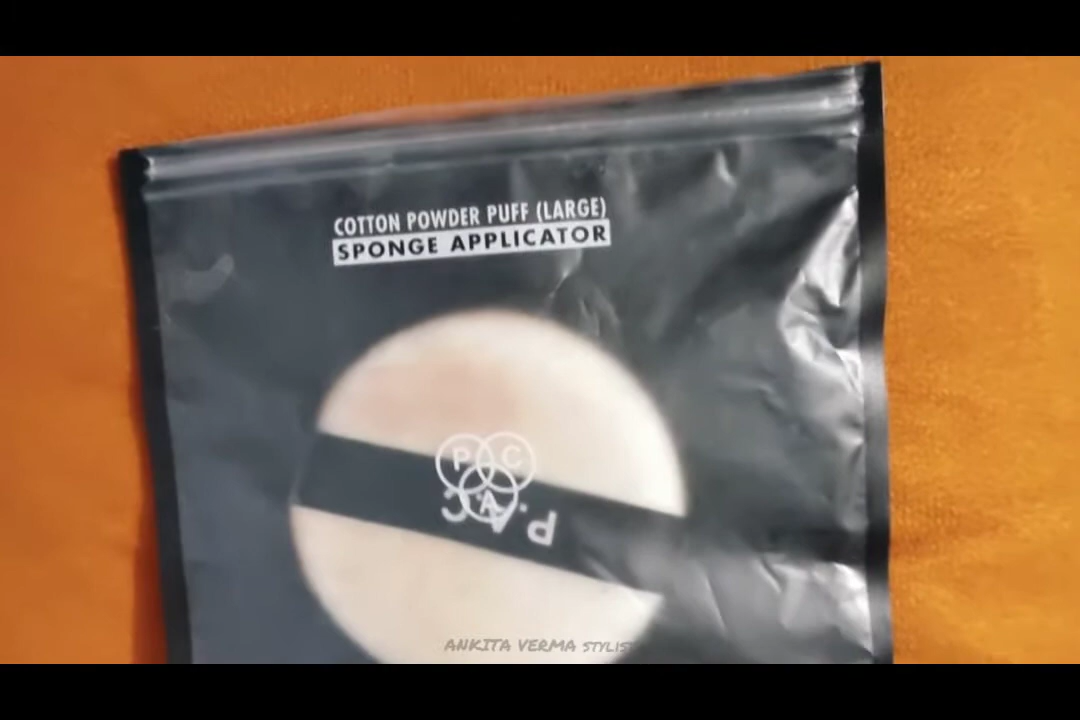 COTTON POWDER PUFF (LARGE)
SPONGE APPLICATOR
P C
A
P.A.C.
ANKITA VERMA STYLIST